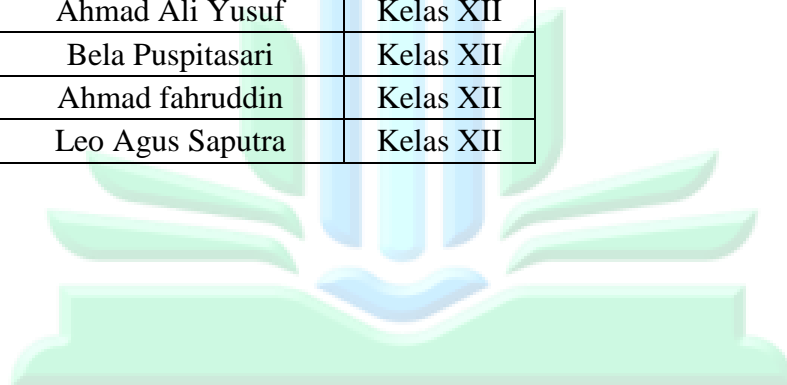 Ahmad Ali Yusuf Kelas XII
Bela Puspitasari Kelas XII
Ahmad fahruddin Kelas XII
Leo Agus Saputra Kelas XII